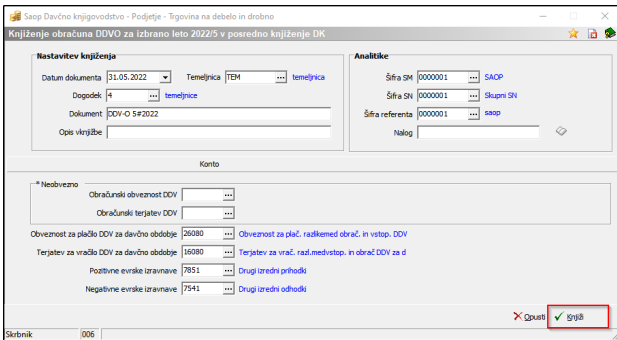 Saop Davčno knjigovodstvo - Podjetje - Trgovina na debelo in drobno
Knjiženje obračuna DDVO za izbrano leto 2022/5 v posredno knjiženje DK
Nastavitev knjiženja
Datum dokumenta 31.05.2022 Temeljnica TEM ... temeljnica
Dogodek 4 ... temeljnice
Dokument DDV-O 5#2022
Opis vknjižbe
Analitike
Šifra SM 0000001 ... SAOP
Šifra SN 0000001 ... Skupni SN
Šifra referenta 0000001 ... saop
Nalog
Konto
* Neobvezno
Obračunski obveznost DDV ...
Obračunski terjatev DDV ...
Obveznost za plačilo DDV za davčno obdobje 26080 ... Obveznost za plač. razlikemed obrač. in vstop. DDV
Terjatev za vračilo DDV za davčno obdobje 16080 ... Terjatev za vrač. razl.medvstop. in obrač DDV za d
Pozitivne evrske izravnave 7851 ... Drugi izredni prihodki
Negativne evrske izravnave 7541 ... Drugi izredni odhodki
Opusti Knjiži
Skrbnik 006